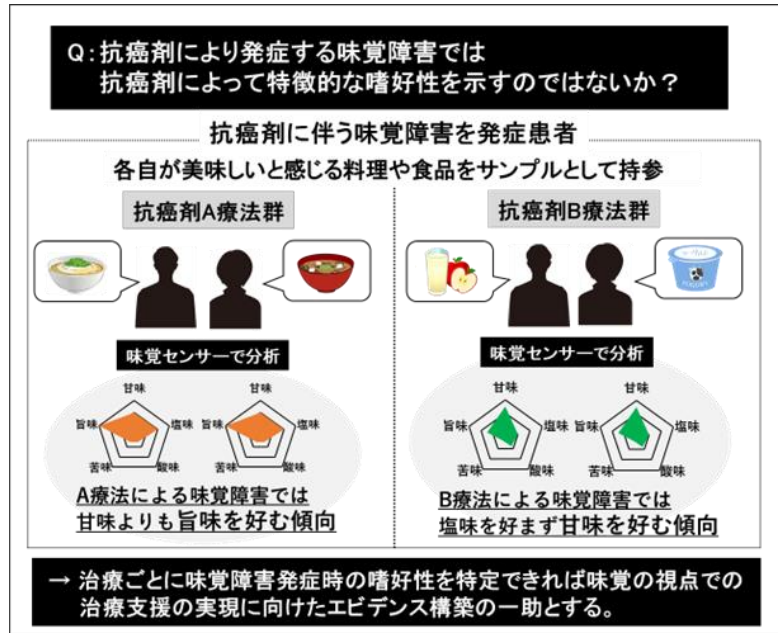 Q:抗癌剤により発症する味覚障害では
抗癌剤によって特徴的な嗜好性を示すのではないか?
抗癌剤に伴う味覚障害を発症患者
各自が美味しいと感じる料理や食品をサンプルとして持参
抗癌剤A療法群
味覚センサーで分析
甘味
旨味
塩味
苦味
酸味
甘味
旨味
塩味
苦味
酸味
A療法による味覚障害では
甘味よりも旨味を好む傾向
抗癌剤B療法群
味覚センサーで分析
甘味
旨味
塩味
苦味
酸味
甘味
旨味
塩味
苦味
酸味
B療法による味覚障害では
塩味を好まず甘味を好む傾向
→ 治療ごとに味覚障害発症時の嗜好性を特定できれば味覚の視点での
治療支援の実現に向けたエビデンス構築の一助とする。